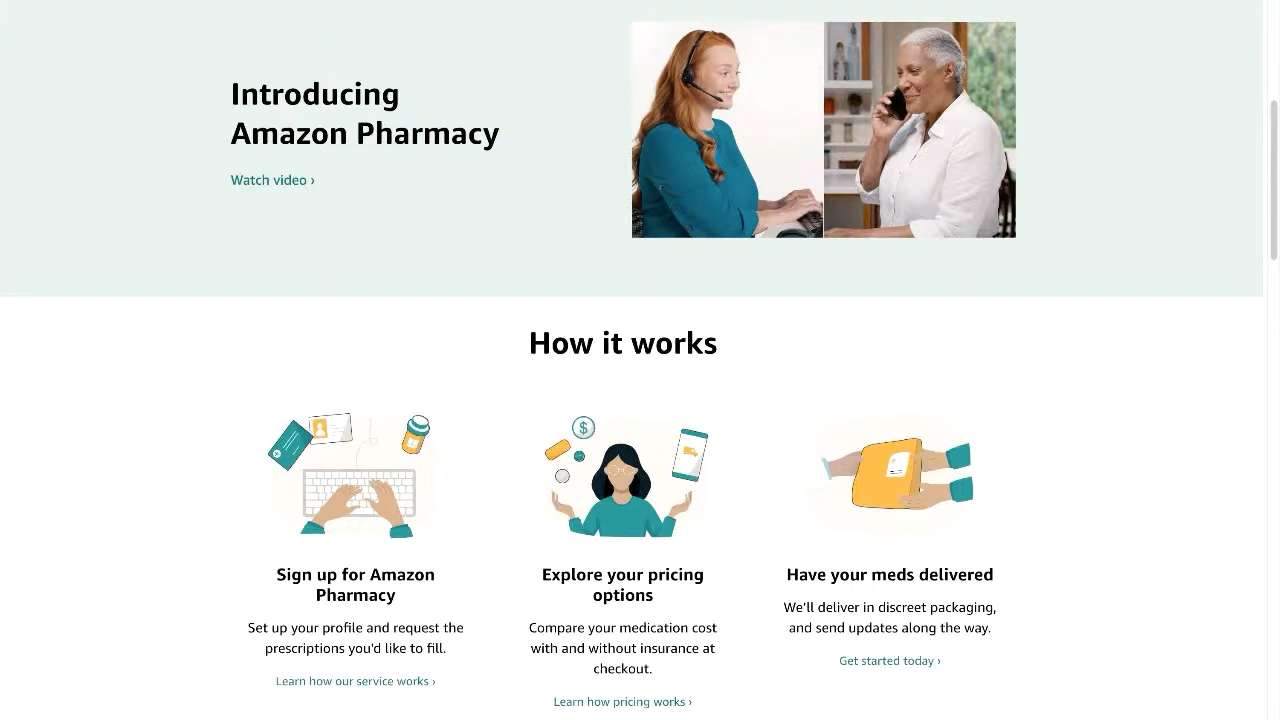 Introducing
Amazon Pharmacy
Watch video ›
How it works
$
Sign up for Amazon
Pharmacy
Set up your profile and request the
prescriptions you'd like to fill.
Learn how our service works ›
Explore your pricing
options
Compare your medication cost
with and without insurance at
checkout.
Learn how pricing works ›
Have your meds delivered
We'll deliver in discreet packaging,
and send updates along the way.
Get started today ›